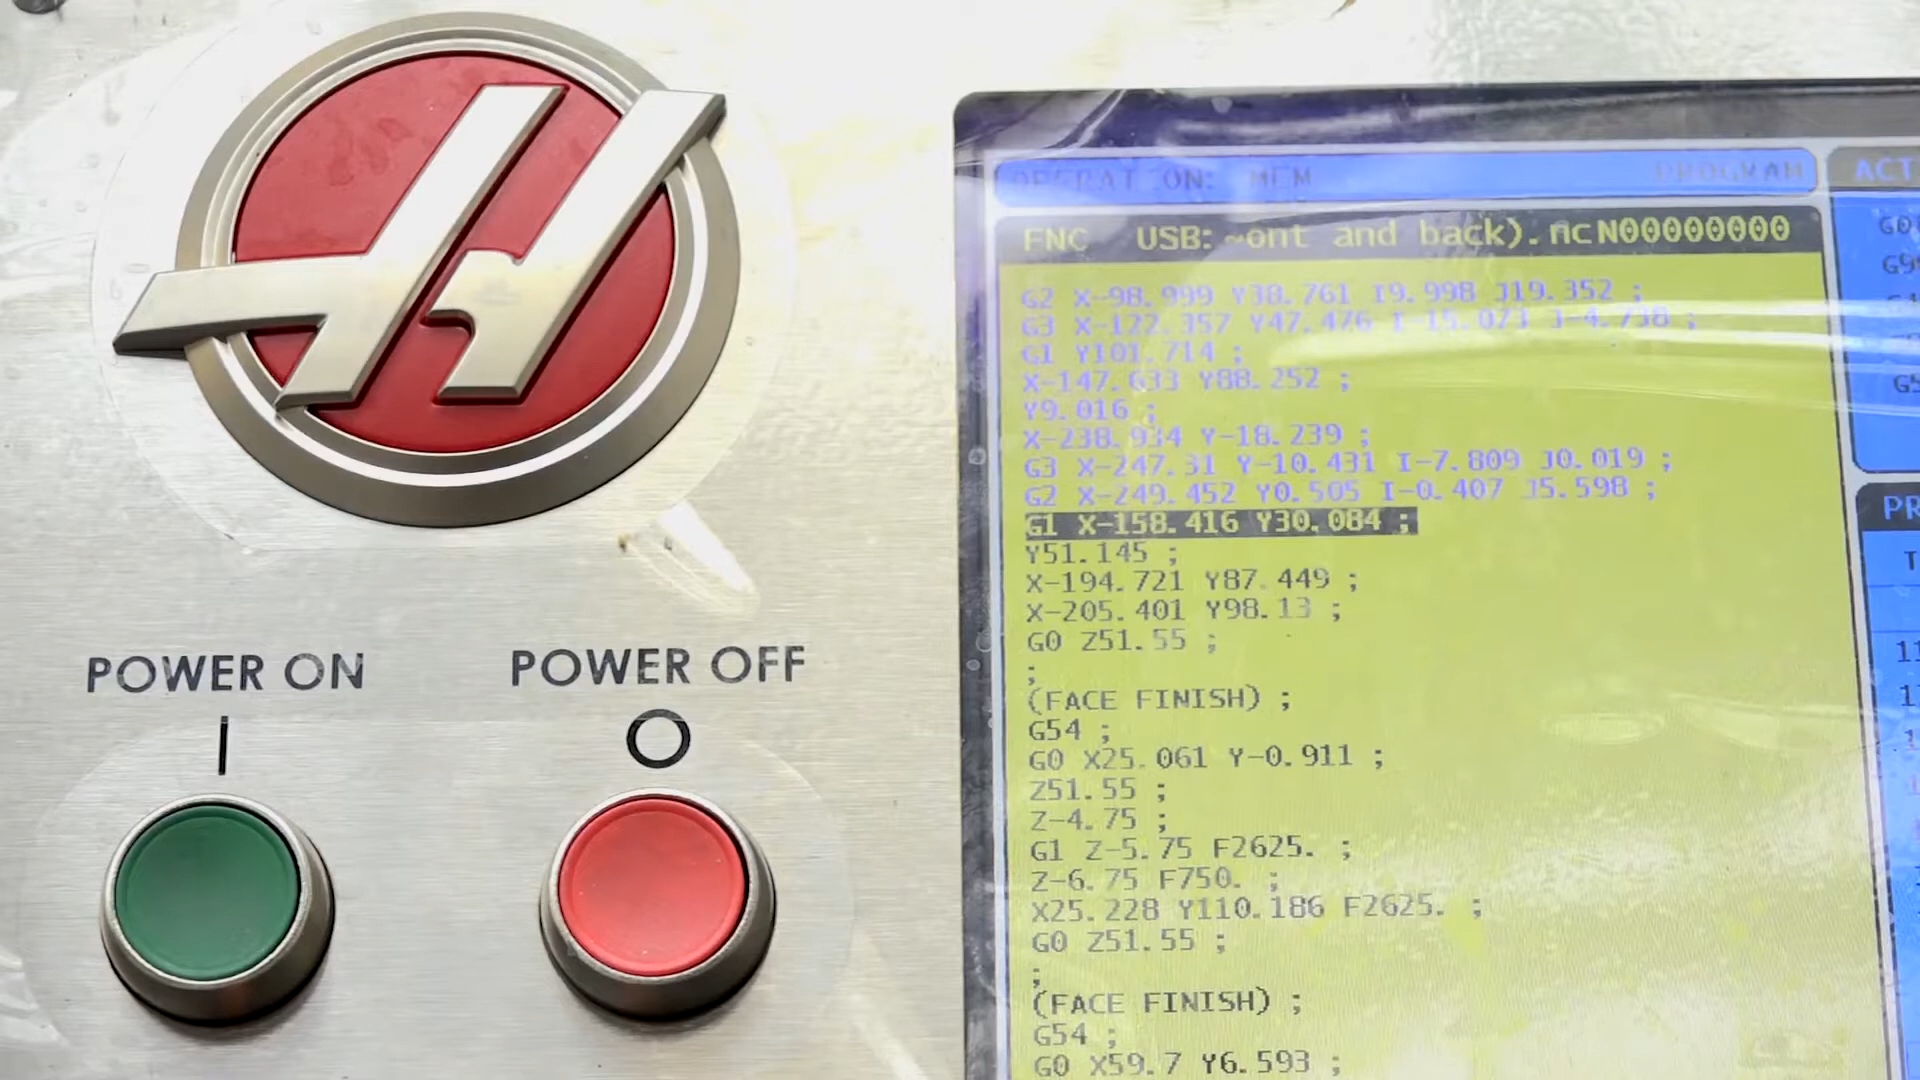 POWER ON
POWER OFF
OPERATION: MEM PROGRAM
FNC USB: ~ont and back).nc N00000000
G2 X-98.999 Y38.761 I9.998 J19.352 ;
G3 X-122.357 Y47.476 I-15.073 J-4.738 ;
G1 Y101.714 ;
X-147.633 Y88.252 ;
Y9.016 ;
X-238.934 Y-18.239 ;
G3 X-247.31 Y-10.431 I-7.809 J0.019 ;
G2 X-249.452 Y0.505 I-0.407 J5.598 ;
G1 X-158.416 Y30.084 ;
Y51.145 ;
X-194.721 Y87.449 ;
X-205.401 Y98.13 ;
G0 Z51.55 ;
;
(FACE FINISH) ;
G54 ;
G0 X25.061 Y-0.911 ;
Z51.55 ;
Z-4.75 ;
G1 Z-5.75 F2625. ;
Z-6.75 F750. ;
X25.228 Y110.186 F2625. ;
G0 Z51.55 ;
;
(FACE FINISH) ;
G54 ;
G0 X59.7 Y6.593 ;